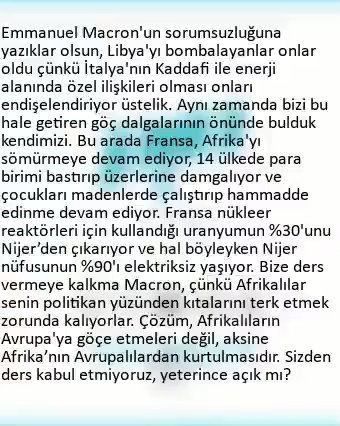 Emmanuel Macron'un sorumsuzluğuna
yazıklar olsun, Libya'yı bombalayanlar onlar
oldu çünkü İtalya'nın Kaddafi ile enerji
alanında özel ilişkileri olması onları
endişelendiriyor üstelik. Aynı zamanda bizi bu
hale getiren göç dalgalarının önünde bulduk
kendimizi. Bu arada Fransa, Afrika'yı
sömürmeye devam ediyor, 14 ülkede para
birimi bastırıp üzerlerine damgalıyor ve
çocukları madenlerde çalıştırıp hammadde
edinme devam ediyor. Fransa nükleer
reaktörleri için kullandığı uranyumun %30'unu
Nijer’den çıkarıyor ve hal böyleyken Nijer
nüfusunun %90'ı elektriksiz yaşıyor. Bize ders
vermeye kalkma Macron, çünkü Afrikalılar
senin politikan yüzünden kıtalarını terk etmek
zorunda kalıyorlar. Çözüm, Afrikalıların
Avrupa'ya göçe etmeleri değil, aksine
Afrika’nın Avrupalılardan kurtulmasıdır. Sizden
ders kabul etmiyoruz, yeterince açık mı?